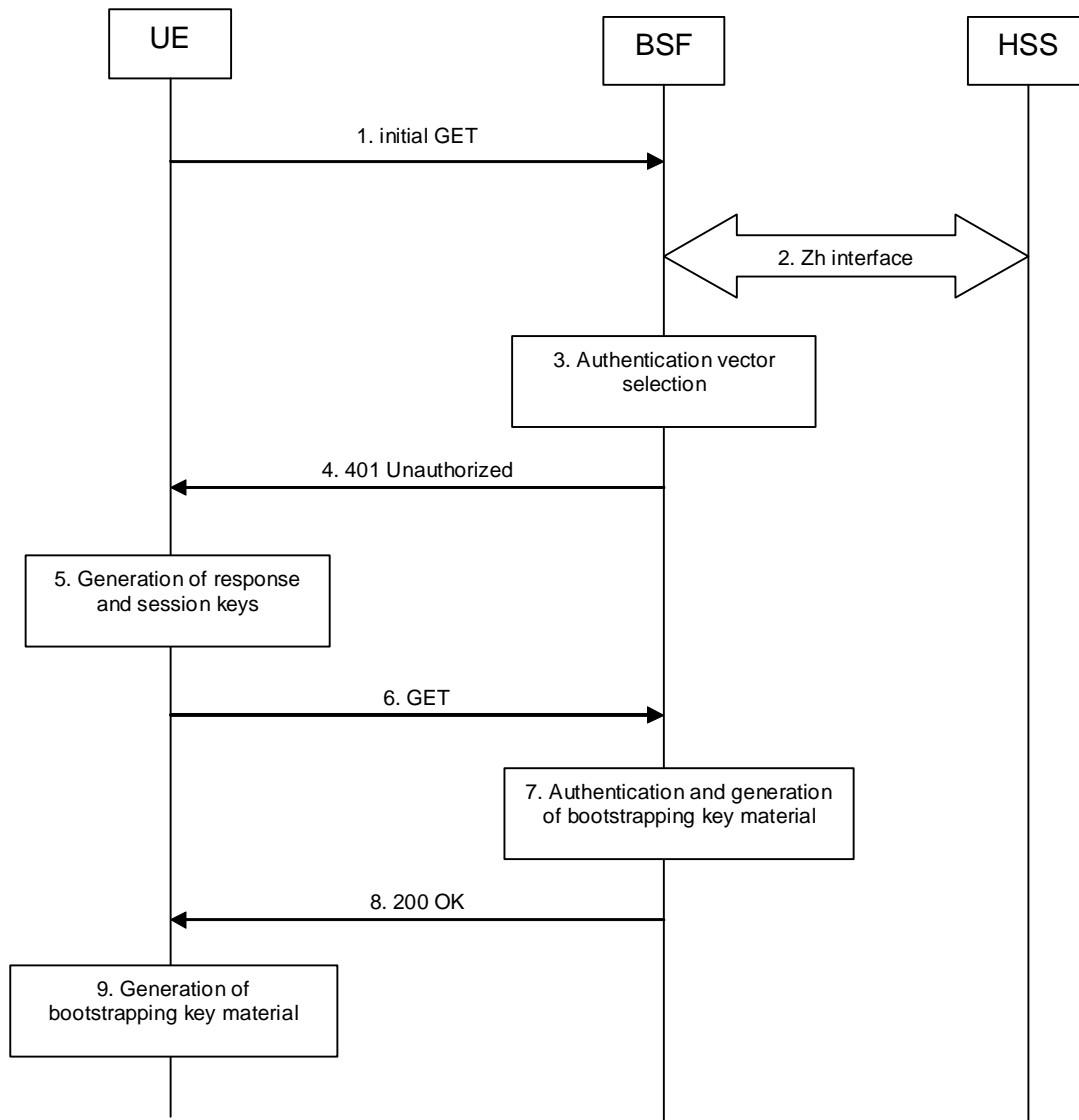 UE
BSF
HSS
1. initial GET
2. Zh interface
3. Authentication vector
selection
4. 401 Unauthorized
5. Generation of response
and session keys
6. GET
7. Authentication and generation
of bootstrapping key material
8. 200 OK
9. Generation of
bootstrapping key material